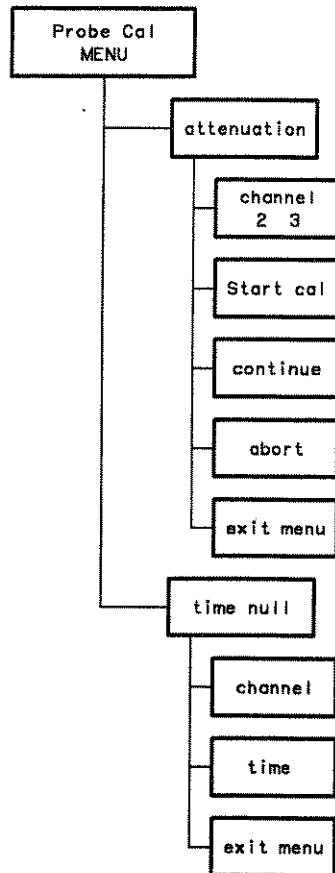 Probe Cal
MENU
attenuation
channel
2 3
Start cal
continue
abort
exit menu
time null
channel
time
exit menu